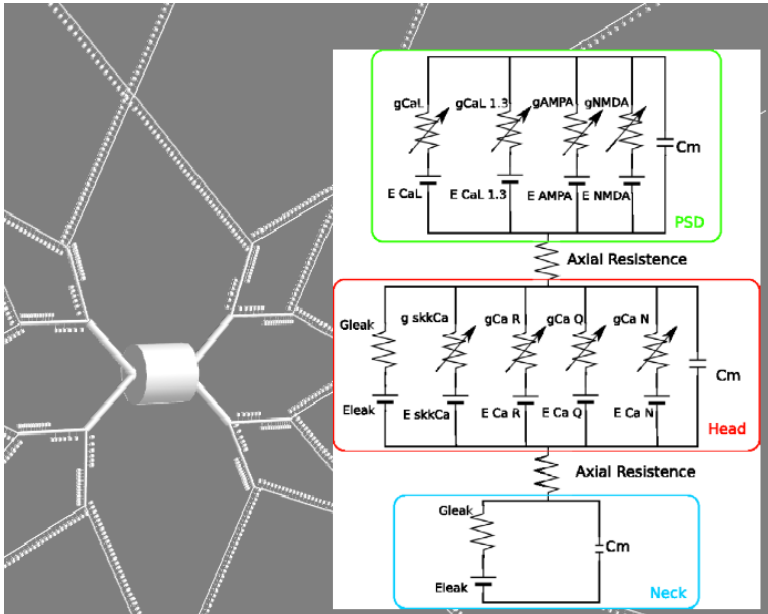 gCaL gCaL 1.3 gAMPA gNMDA
Cm
E CaL E CaL 1.3 E AMPA E NMDA
PSD
Axial Resistence
Gleak g skkCa gCa R gCa Q gCa N
Cm
Eleak E skkCa E Ca R E Ca Q E Ca N
Head
Axial Resistence
Gleak
Cm
Eleak
Neck